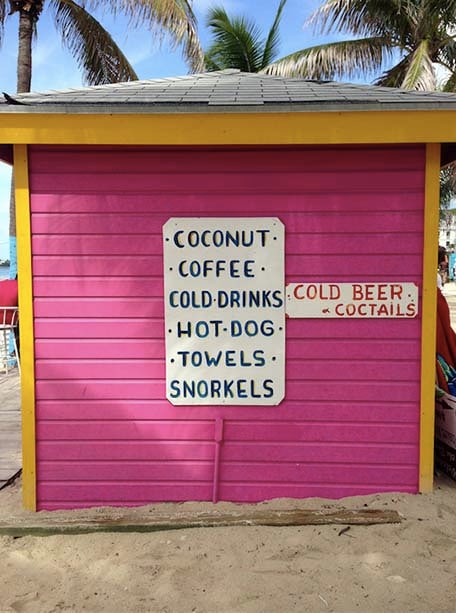 ·COCONUT·
·COFFEE·
COLD·DRINKS
·HOT·DOG·
·TOWELS·
SNORKELS
·COLD BEER·
& COCTAILS